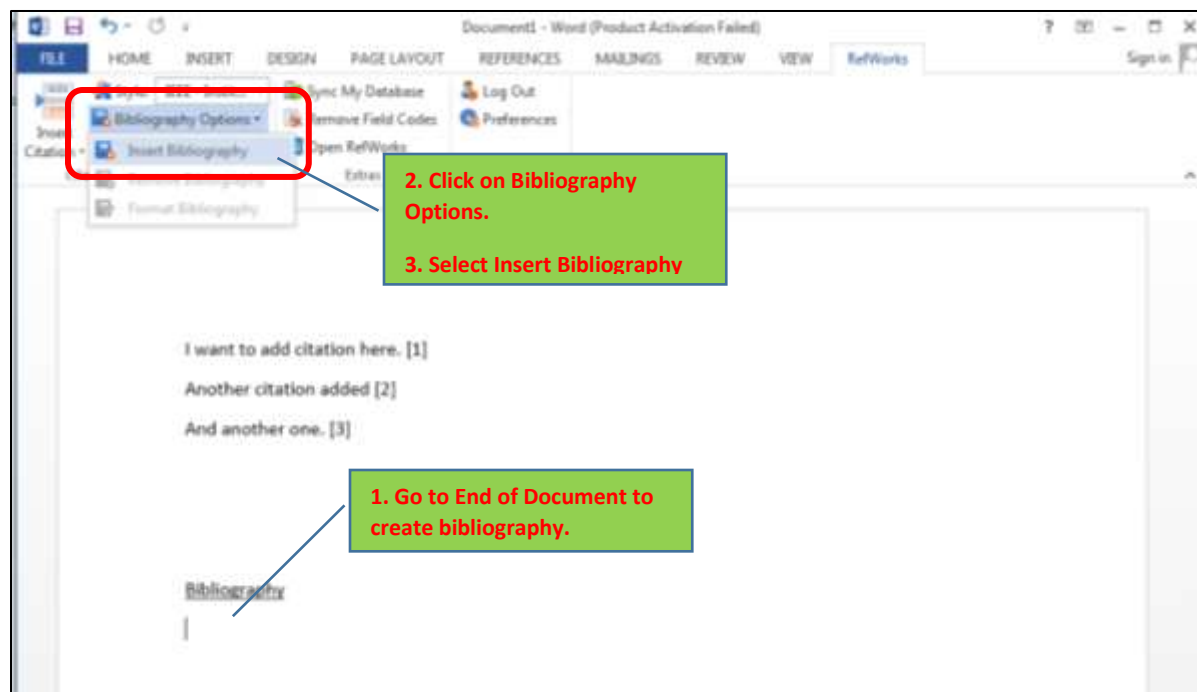 Document1 - Word (Product Activation Failed)
?
FILE HOME INSERT DESIGN PAGE LAYOUT REFERENCES MAILINGS REVIEW VIEW RefWorks Sign in
Style Sync My Database Log Out
Bibliography Options Remove Field Codes Preferences
Insert
Citation Insert Bibliography Open RefWorks
Remove Bibliography Extras
Format Bibliography
2. Click on Bibliography
Options.
3. Select Insert Bibliography
I want to add citation here. [1]
Another citation added [2]
And another one. [3]
1. Go to End of Document to
create bibliography.
Bibliography